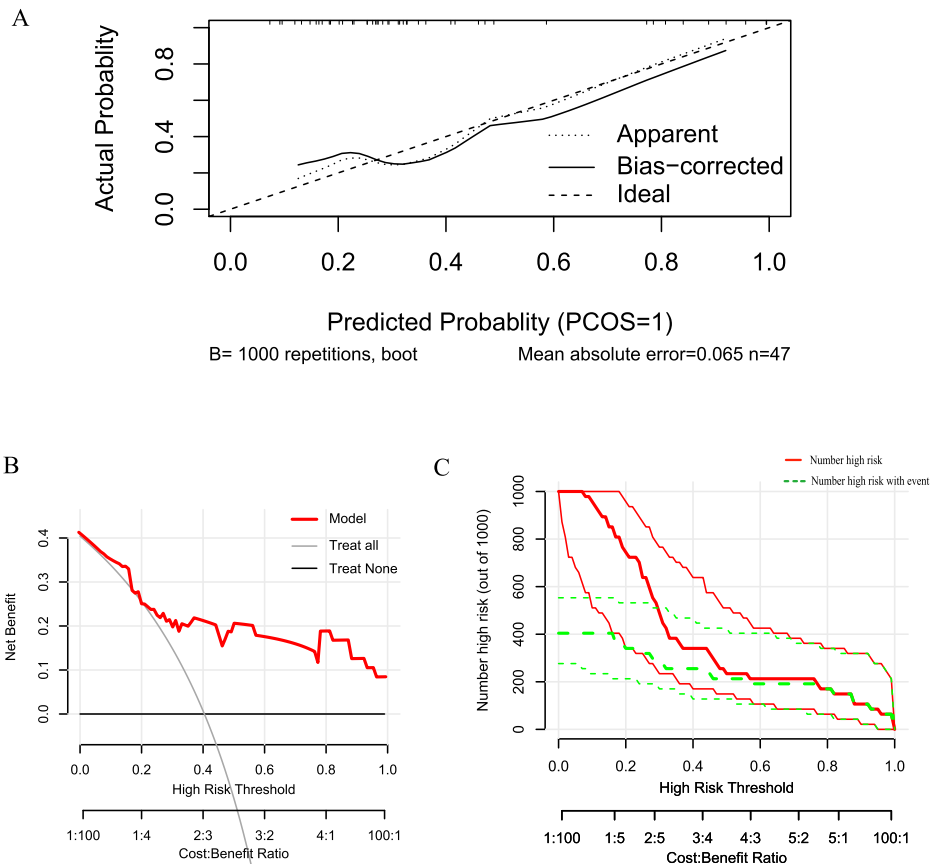 A
Actual Probablity
0.0 0.4 0.8
Apparent
Bias−corrected
Ideal
0.0 0.2 0.4 0.6 0.8 1.0
Predicted Probablity (PCOS=1)
B= 1000 repetitions, boot Mean absolute error=0.065 n=47
B
Net Benefit
0.4
0.3
0.2
0.1
0.0
Model
Treat all
Treat None
0.0 0.2 0.4 0.6 0.8 1.0
High Risk Threshold
1:100 1:4 2:3 3:2 4:1 100:1
Cost:Benefit Ratio
C
Number high risk
Number high risk with event
Number high risk (out of 1000)
1000
800
600
400
200
0
0.0 0.2 0.4 0.6 0.8 1.0
High Risk Threshold
1:100 1:5 2:5 3:4 4:3 5:2 5:1 100:1
Cost:Benefit Ratio